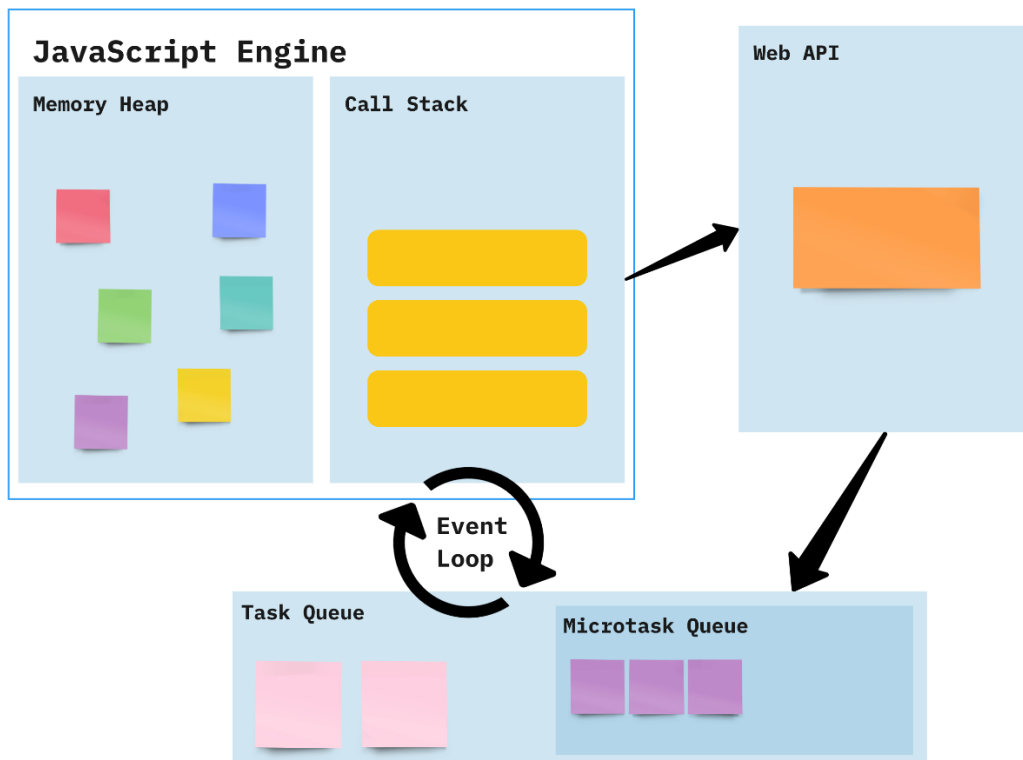 JavaScript Engine
Memory Heap
Call Stack
Web API
Event
Loop
Task Queue
Microtask Queue